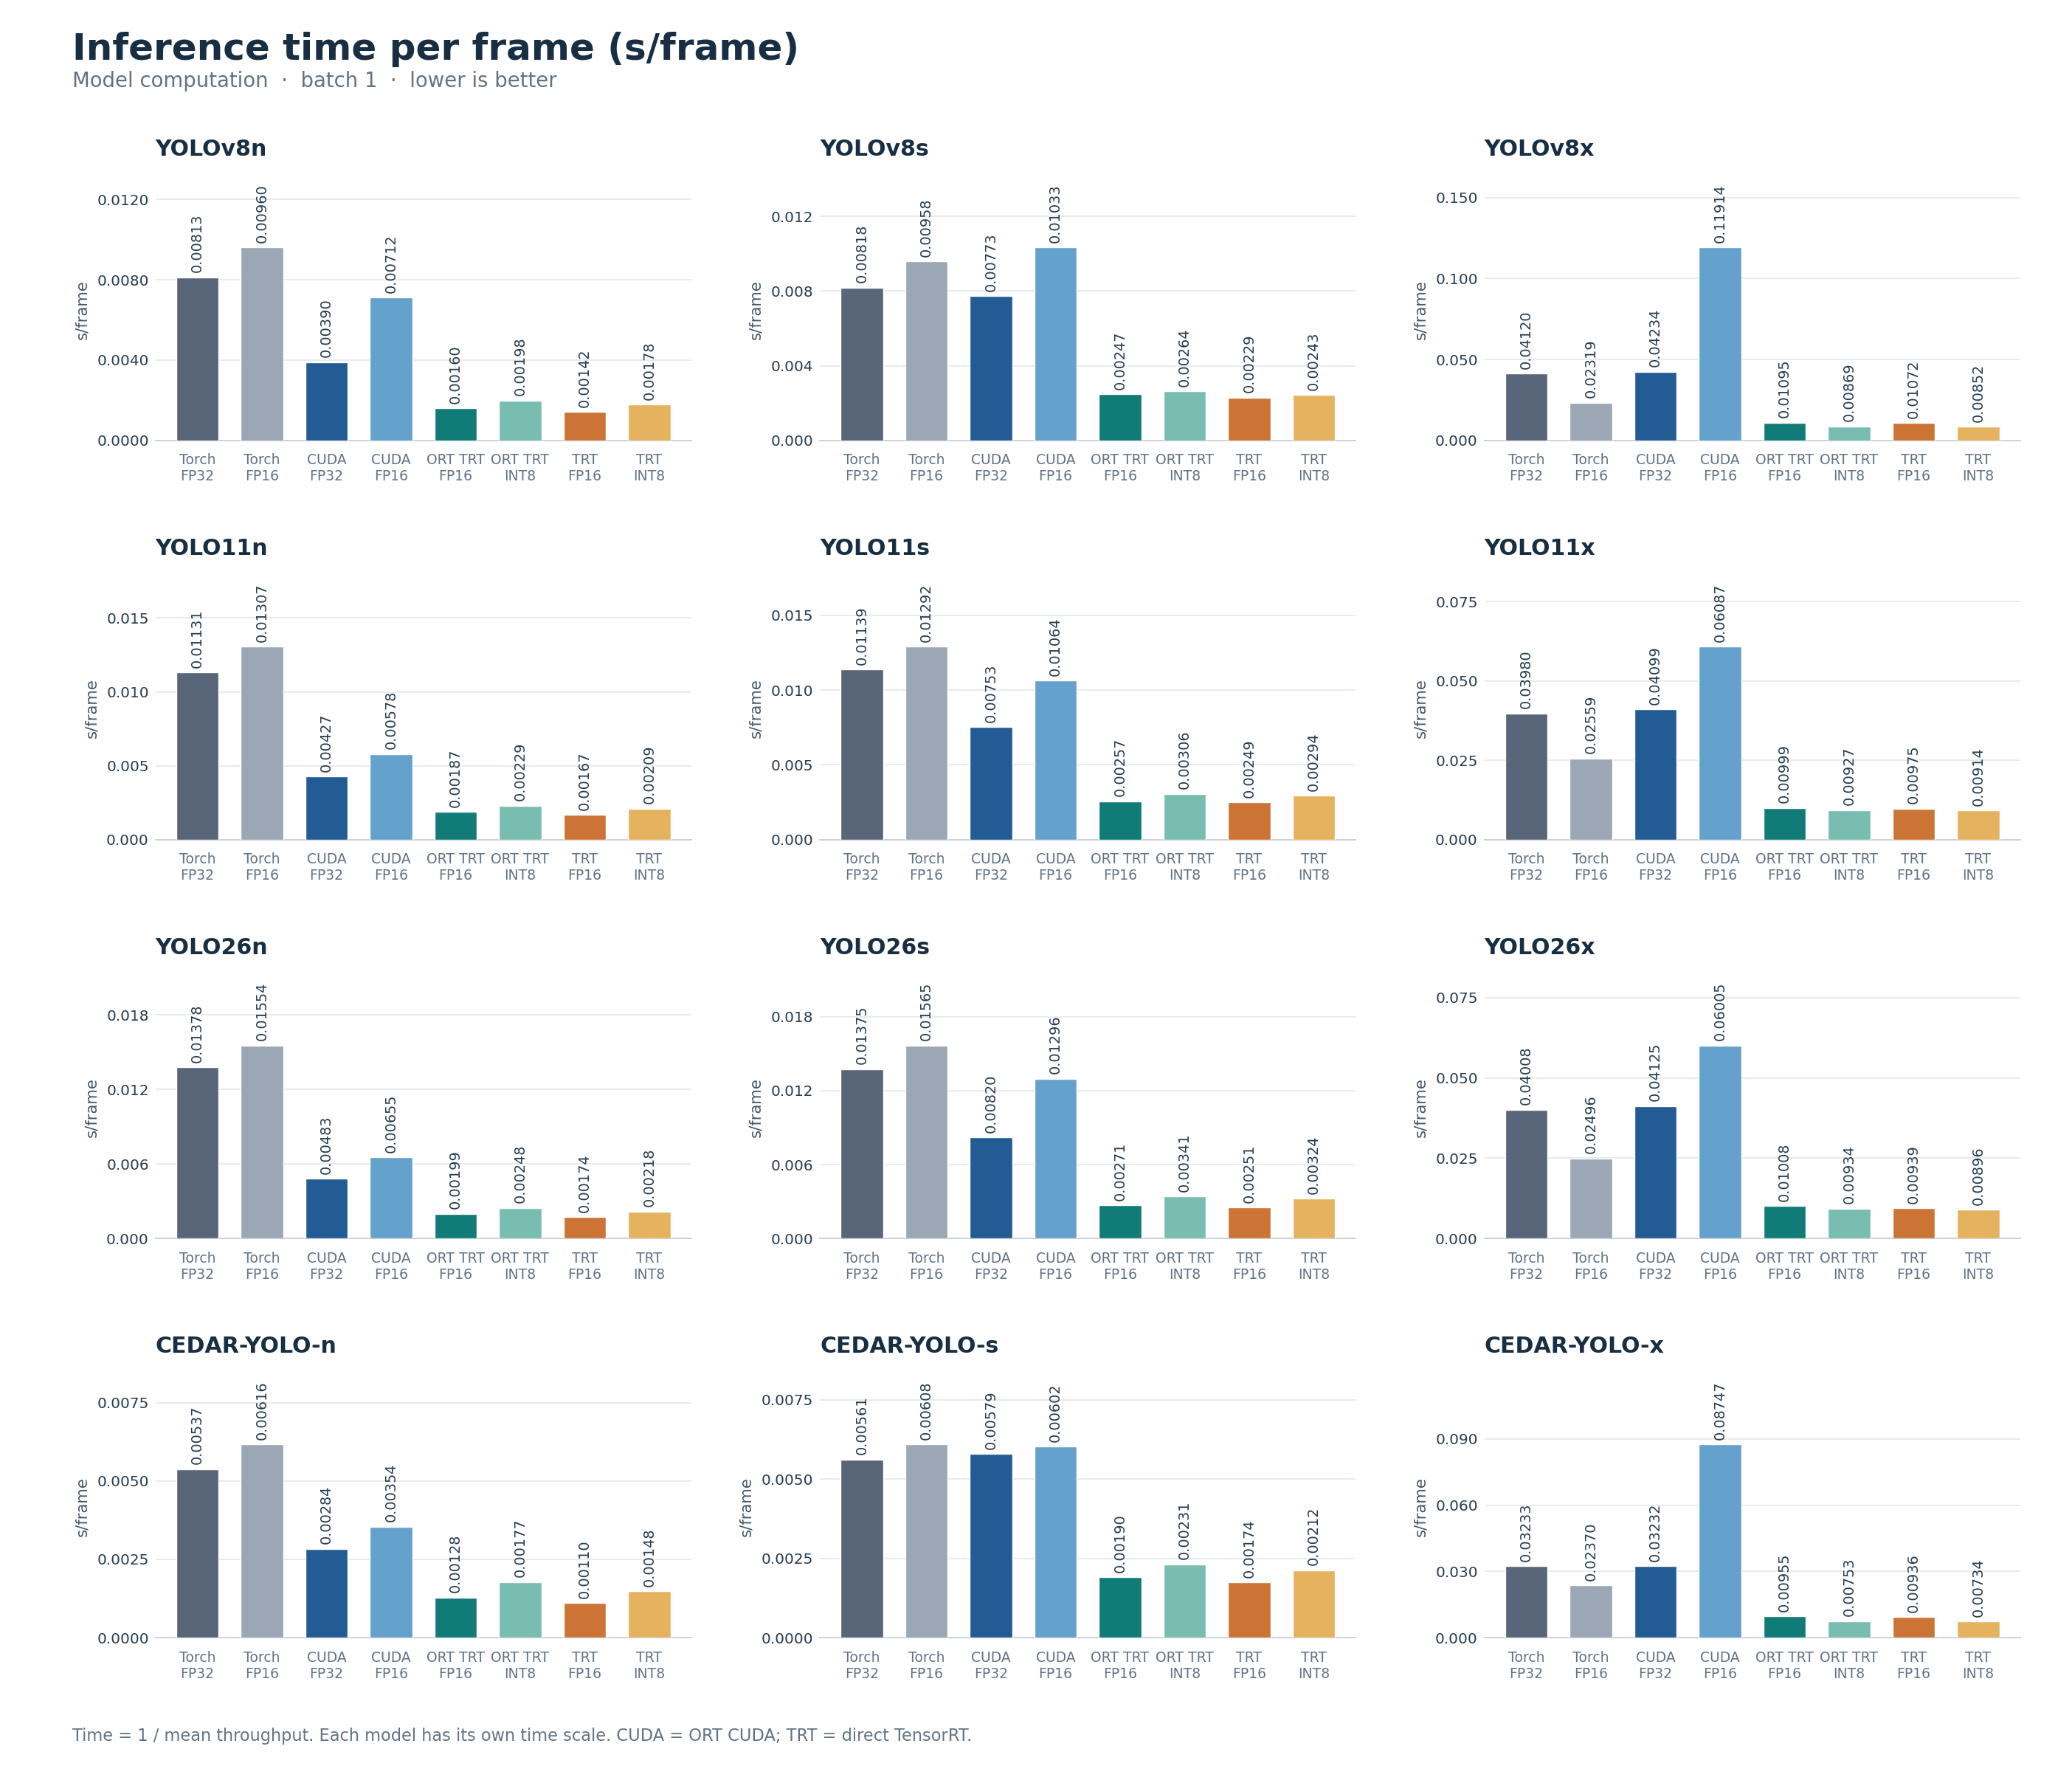 Inference time per frame (s/frame)
Model computation · batch 1 · lower is better
YOLOv8n
s/frame
0.0120
0.0080
0.0040
0.0000
0.00813
0.00960
0.00390
0.00712
0.00160
0.00198
0.00142
0.00178
Torch Torch CUDA CUDA ORT TRT ORT TRT TRT TRT
FP32 FP16 FP32 FP16 FP16 INT8 FP16 INT8
YOLOv8s
s/frame
0.012
0.008
0.004
0.000
0.00818
0.00958
0.00773
0.01033
0.00247
0.00264
0.00229
0.00243
Torch Torch CUDA CUDA ORT TRT ORT TRT TRT TRT
FP32 FP16 FP32 FP16 FP16 INT8 FP16 INT8
YOLOv8x
s/frame
0.150
0.100
0.050
0.000
0.04120
0.02319
0.04234
0.11914
0.01095
0.00869
0.01072
0.00852
Torch Torch CUDA CUDA ORT TRT ORT TRT TRT TRT
FP32 FP16 FP32 FP16 FP16 INT8 FP16 INT8
YOLO11n
s/frame
0.015
0.010
0.005
0.000
0.01131
0.01307
0.00427
0.00578
0.00187
0.00229
0.00167
0.00209
Torch Torch CUDA CUDA ORT TRT ORT TRT TRT TRT
FP32 FP16 FP32 FP16 FP16 INT8 FP16 INT8
YOLO11s
s/frame
0.015
0.010
0.005
0.000
0.01139
0.01292
0.00753
0.01064
0.00257
0.00306
0.00249
0.00294
Torch Torch CUDA CUDA ORT TRT ORT TRT TRT TRT
FP32 FP16 FP32 FP16 FP16 INT8 FP16 INT8
YOLO11x
s/frame
0.075
0.050
0.025
0.000
0.03980
0.02559
0.04099
0.06087
0.00999
0.00927
0.00975
0.00914
Torch Torch CUDA CUDA ORT TRT ORT TRT TRT TRT
FP32 FP16 FP32 FP16 FP16 INT8 FP16 INT8
YOLO26n
s/frame
0.018
0.012
0.006
0.000
0.01378
0.01554
0.00483
0.00655
0.00199
0.00248
0.00174
0.00218
Torch Torch CUDA CUDA ORT TRT ORT TRT TRT TRT
FP32 FP16 FP32 FP16 FP16 INT8 FP16 INT8
YOLO26s
s/frame
0.018
0.012
0.006
0.000
0.01375
0.01565
0.00820
0.01296
0.00271
0.00341
0.00251
0.00324
Torch Torch CUDA CUDA ORT TRT ORT TRT TRT TRT
FP32 FP16 FP32 FP16 FP16 INT8 FP16 INT8
YOLO26x
s/frame
0.075
0.050
0.025
0.000
0.04008
0.02496
0.04125
0.06005
0.01008
0.00934
0.00939
0.00896
Torch Torch CUDA CUDA ORT TRT ORT TRT TRT TRT
FP32 FP16 FP32 FP16 FP16 INT8 FP16 INT8
CEDAR-YOLO-n
s/frame
0.0075
0.0050
0.0025
0.0000
0.00537
0.00616
0.00284
0.00354
0.00128
0.00177
0.00110
0.00148
Torch Torch CUDA CUDA ORT TRT ORT TRT TRT TRT
FP32 FP16 FP32 FP16 FP16 INT8 FP16 INT8
CEDAR-YOLO-s
s/frame
0.0075
0.0050
0.0025
0.0000
0.00561
0.00608
0.00579
0.00602
0.00190
0.00231
0.00174
0.00212
Torch Torch CUDA CUDA ORT TRT ORT TRT TRT TRT
FP32 FP16 FP32 FP16 FP16 INT8 FP16 INT8
CEDAR-YOLO-x
s/frame
0.090
0.060
0.030
0.000
0.03233
0.02370
0.03232
0.08747
0.00955
0.00753
0.00936
0.00734
Torch Torch CUDA CUDA ORT TRT ORT TRT TRT TRT
FP32 FP16 FP32 FP16 FP16 INT8 FP16 INT8
Time = 1 / mean throughput. Each model has its own time scale. CUDA = ORT CUDA; TRT = direct TensorRT.